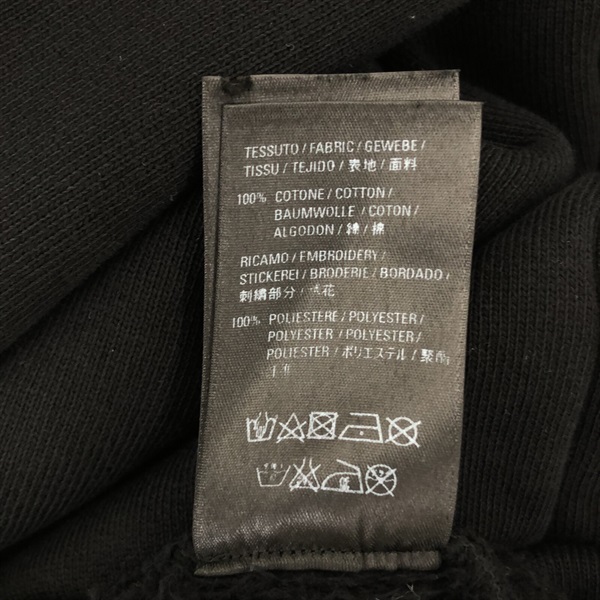 TESSUTO / FABRIC / GEWEBE /
TISSU / TEJIDO / 表地 / 面料
100% COTONE / COTTON /
BAUMWOLLE / COTON /
ALGODON / 綿 / 棉
RICAMO / EMBROIDERY /
STICKEREI / BRODERIE / BORDADO /
刺繍部分 / 花
100% POLIESTERE / POLYESTER /
POLYESTER / POLYESTER /
POLIESTER / ポリエステル / 聚酯